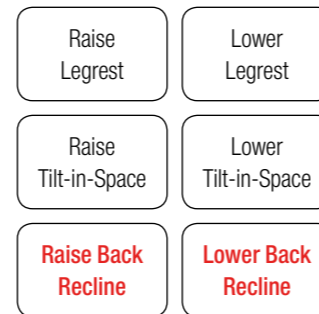 Raise
Legrest
Lower
Legrest
Raise
Tilt-in-Space
Lower
Tilt-in-Space
Raise Back
Recline
Lower Back
Recline